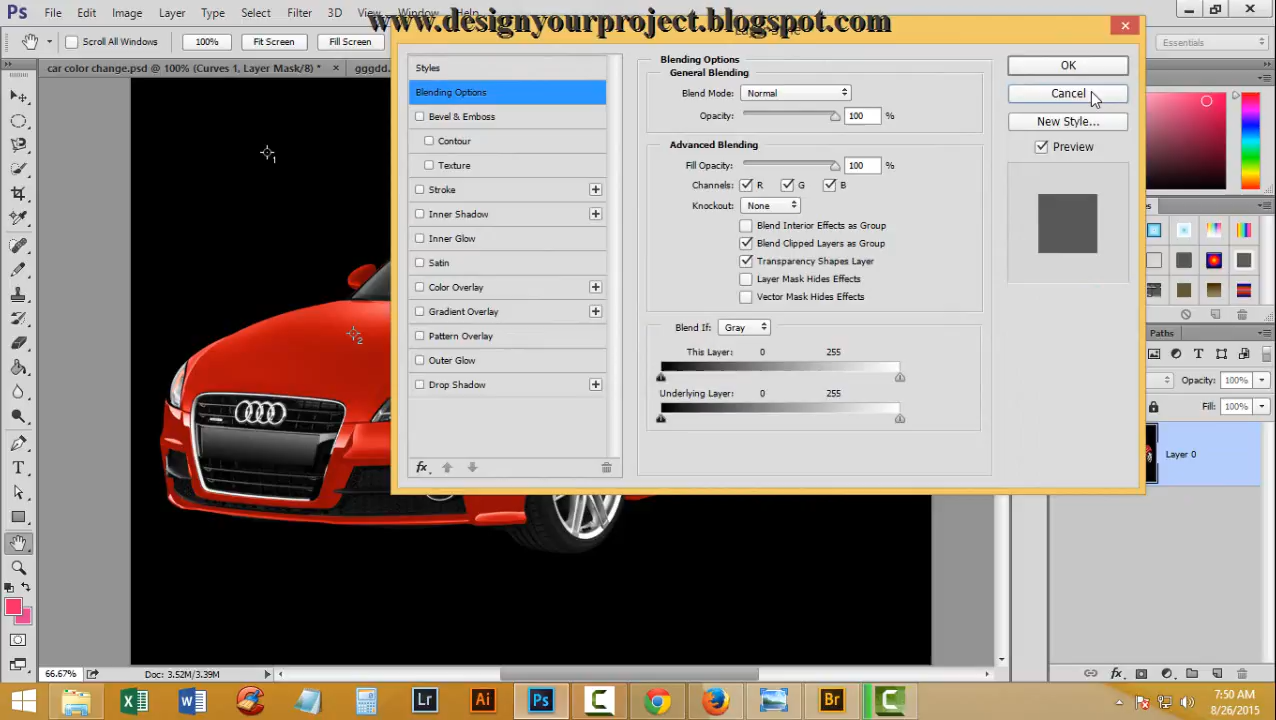 Ps File Edit Image Layer Type Select Filter 3D View Window Help
www.designyourproject.blogspot.com
Scroll All Windows 100% Fit Screen Fill Screen Essentials
car color change.psd @ 100% (Curves 1, Layer Mask/8) * × gggdd.
Styles
Blending Options
Bevel & Emboss
Contour
Texture
Stroke
Inner Shadow
Inner Glow
Satin
Color Overlay
Gradient Overlay
Pattern Overlay
Outer Glow
Drop Shadow
fx
Blending Options
General Blending
Blend Mode: Normal
Opacity: 100 %
Advanced Blending
Fill Opacity: 100 %
Channels: R G B
Knockout: None
Blend Interior Effects as Group
Blend Clipped Layers as Group
Transparency Shapes Layer
Layer Mask Hides Effects
Vector Mask Hides Effects
Blend If: Gray
This Layer: 0 255
Underlying Layer: 0 255
OK
Cancel
New Style...
Preview
1
2
Paths
Opacity: 100%
Fill: 100%
Layer 0
fx
66.67% Doc: 3.52M/3.39M
Lr Ai Ps Br
7:50 AM
8/26/2015